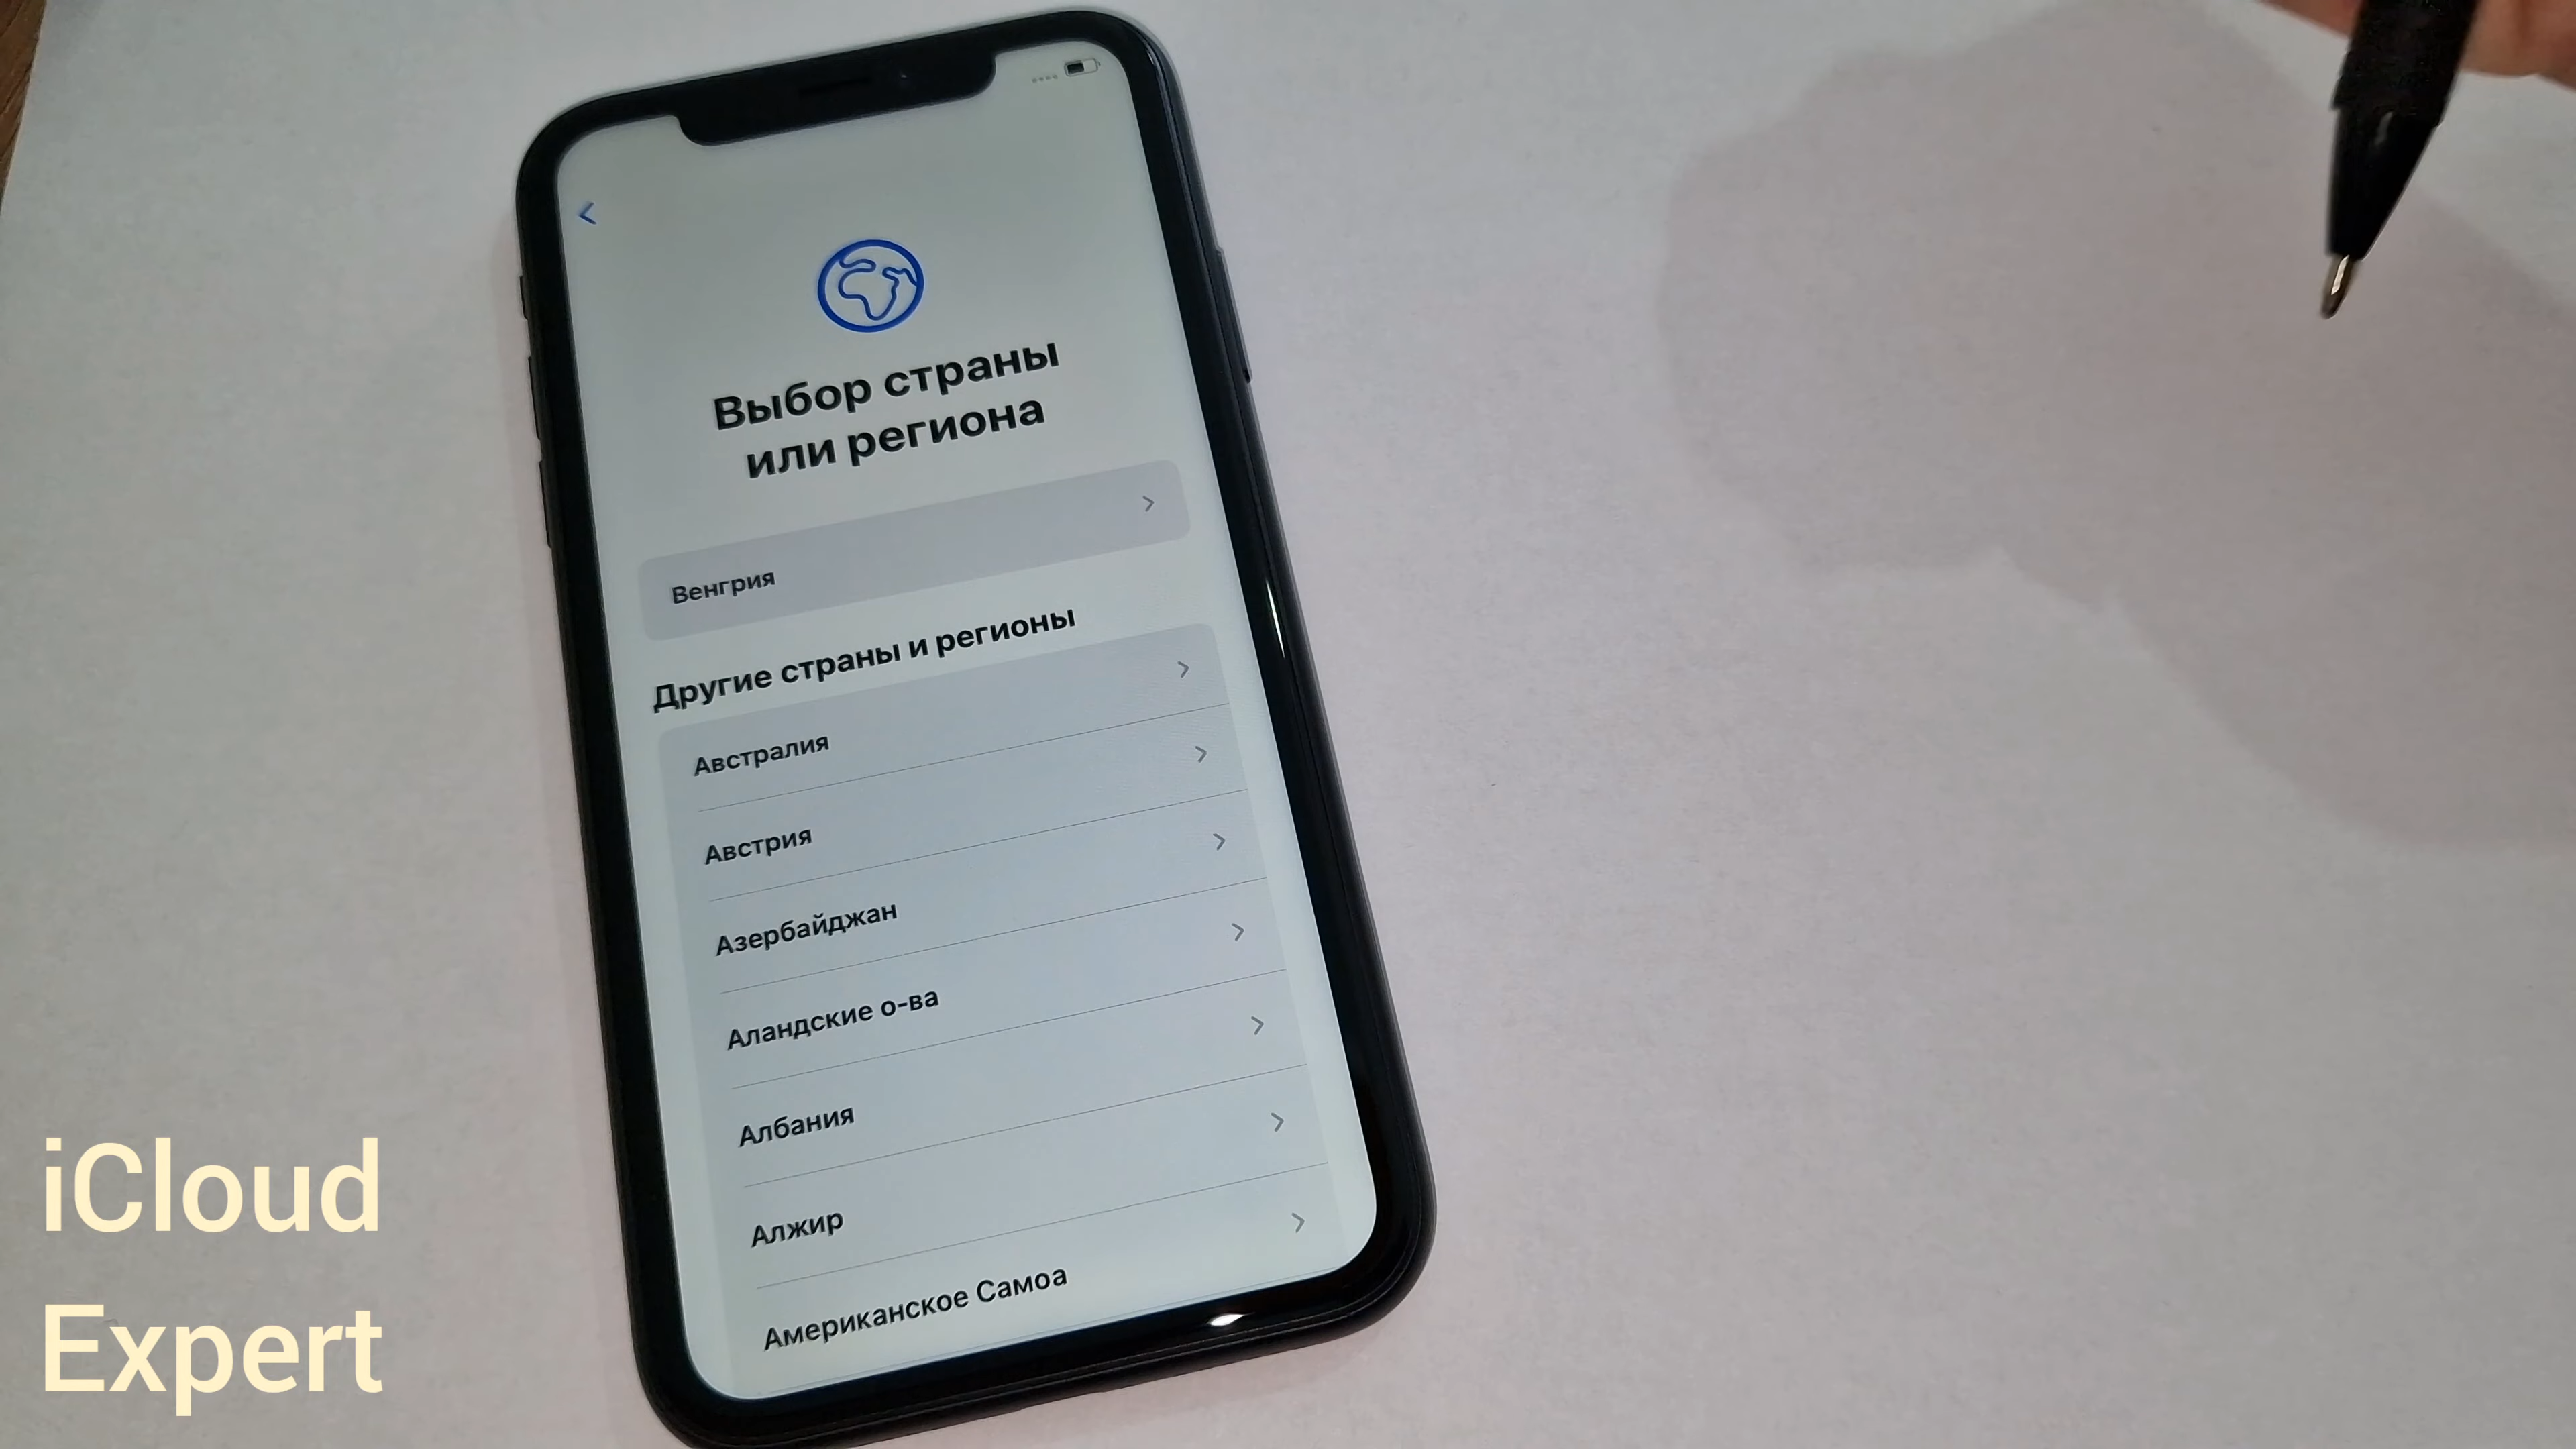 Выбор страны
или региона
Венгрия
Другие страны и регионы
Австралия
Австрия
Азербайджан
Аландские о-ва
Албания
Алжир
Американское Самоа
iCloud
Expert